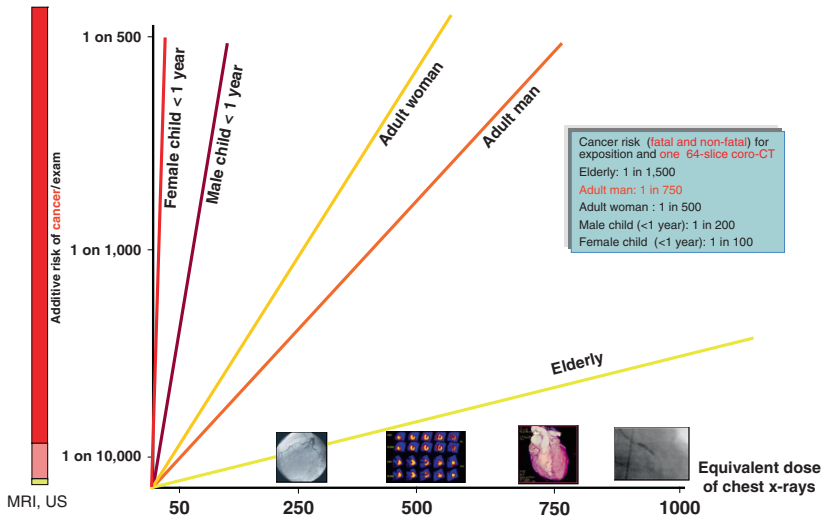 1 on 500
1 on 1,000
1 on 10,000
Additive risk of cancer/exam
MRI, US
Female child < 1 year
Male child < 1 year
Adult woman
Adult man
Elderly
Cancer risk (fatal and non-fatal) for
exposition and one 64-slice coro-CT
Elderly: 1 in 1,500
Adult man: 1 in 750
Adult woman : 1 in 500
Male child (<1 year): 1 in 200
Female child (<1 year): 1 in 100
50
250
500
750
1000
Equivalent dose
of chest x-rays